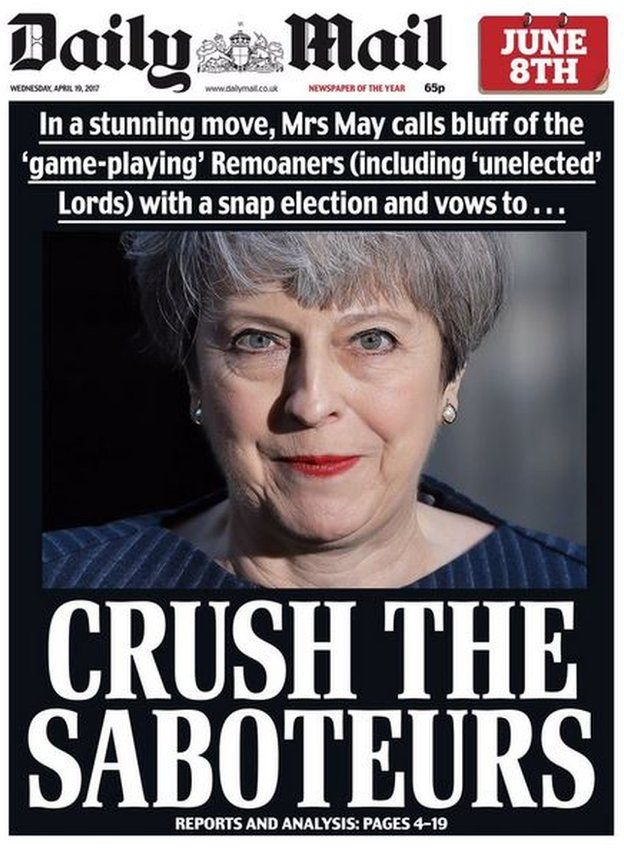 Daily Mail
JUNE
8TH
WEDNESDAY, APRIL 19, 2017
www.dailymail.co.uk
NEWSPAPER OF THE YEAR
65p
In a stunning move, Mrs May calls bluff of the
‘game-playing’ Remoaners (including ‘unelected’
Lords) with a snap election and vows to . . .
CRUSH THE
SABOTEURS
REPORTS AND ANALYSIS: PAGES 4–19